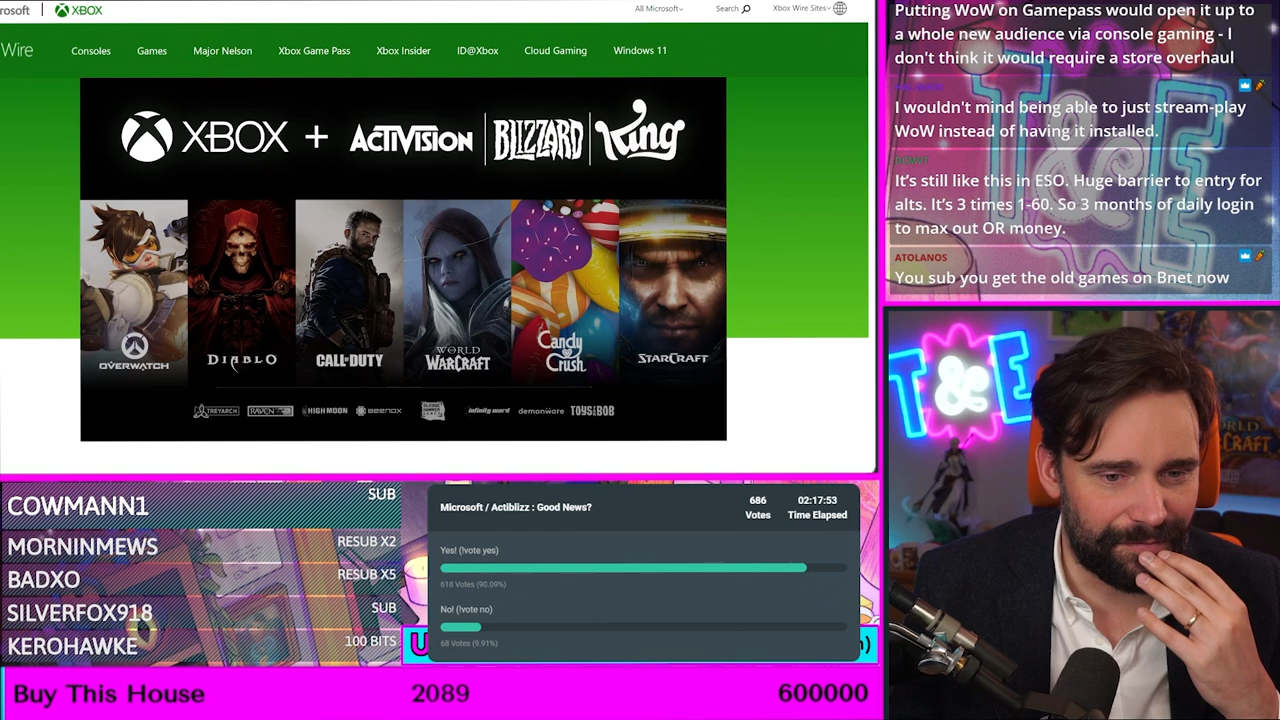 rosoft
XBOX
All Microsoft
Search
Xbox Wire Sites
Wire
Consoles
Games
Major Nelson
Xbox Game Pass
Xbox Insider
ID@Xbox
Cloud Gaming
Windows 11
XBOX + ACTIVISION | BLIZZARD | King
OVERWATCH
DIABLO
CALL OF DUTY
WORLD
WARCRAFT
Candy
Crush
STARCRAFT
TREYARCH
RAVEN
HIGH MOON
BEENOX
infinity ward
demonware
TOYS BOB
Putting WoW on Gamepass would open it up to
a whole new audience via console gaming - I
don't think it would require a store overhaul
I wouldn't mind being able to just stream-play
WoW instead of having it installed.
It's still like this in ESO. Huge barrier to entry for
alts. It's 3 times 1-60. So 3 months of daily login
to max out OR money.
ATOLANOS
You sub you get the old games on Bnet now
T&E
COWMANN1 SUB
MORNINMEWS RESUB X2
BADXO RESUB X5
SILVERFOX918 SUB
KEROHAWKE 100 BITS
Microsoft / Actiblizz : Good News?
686
Votes
02:17:53
Time Elapsed
Yes! (!vote yes)
618 Votes (90.09%)
No! (!vote no)
68 Votes (9.91%)
Buy This House 2089 600000